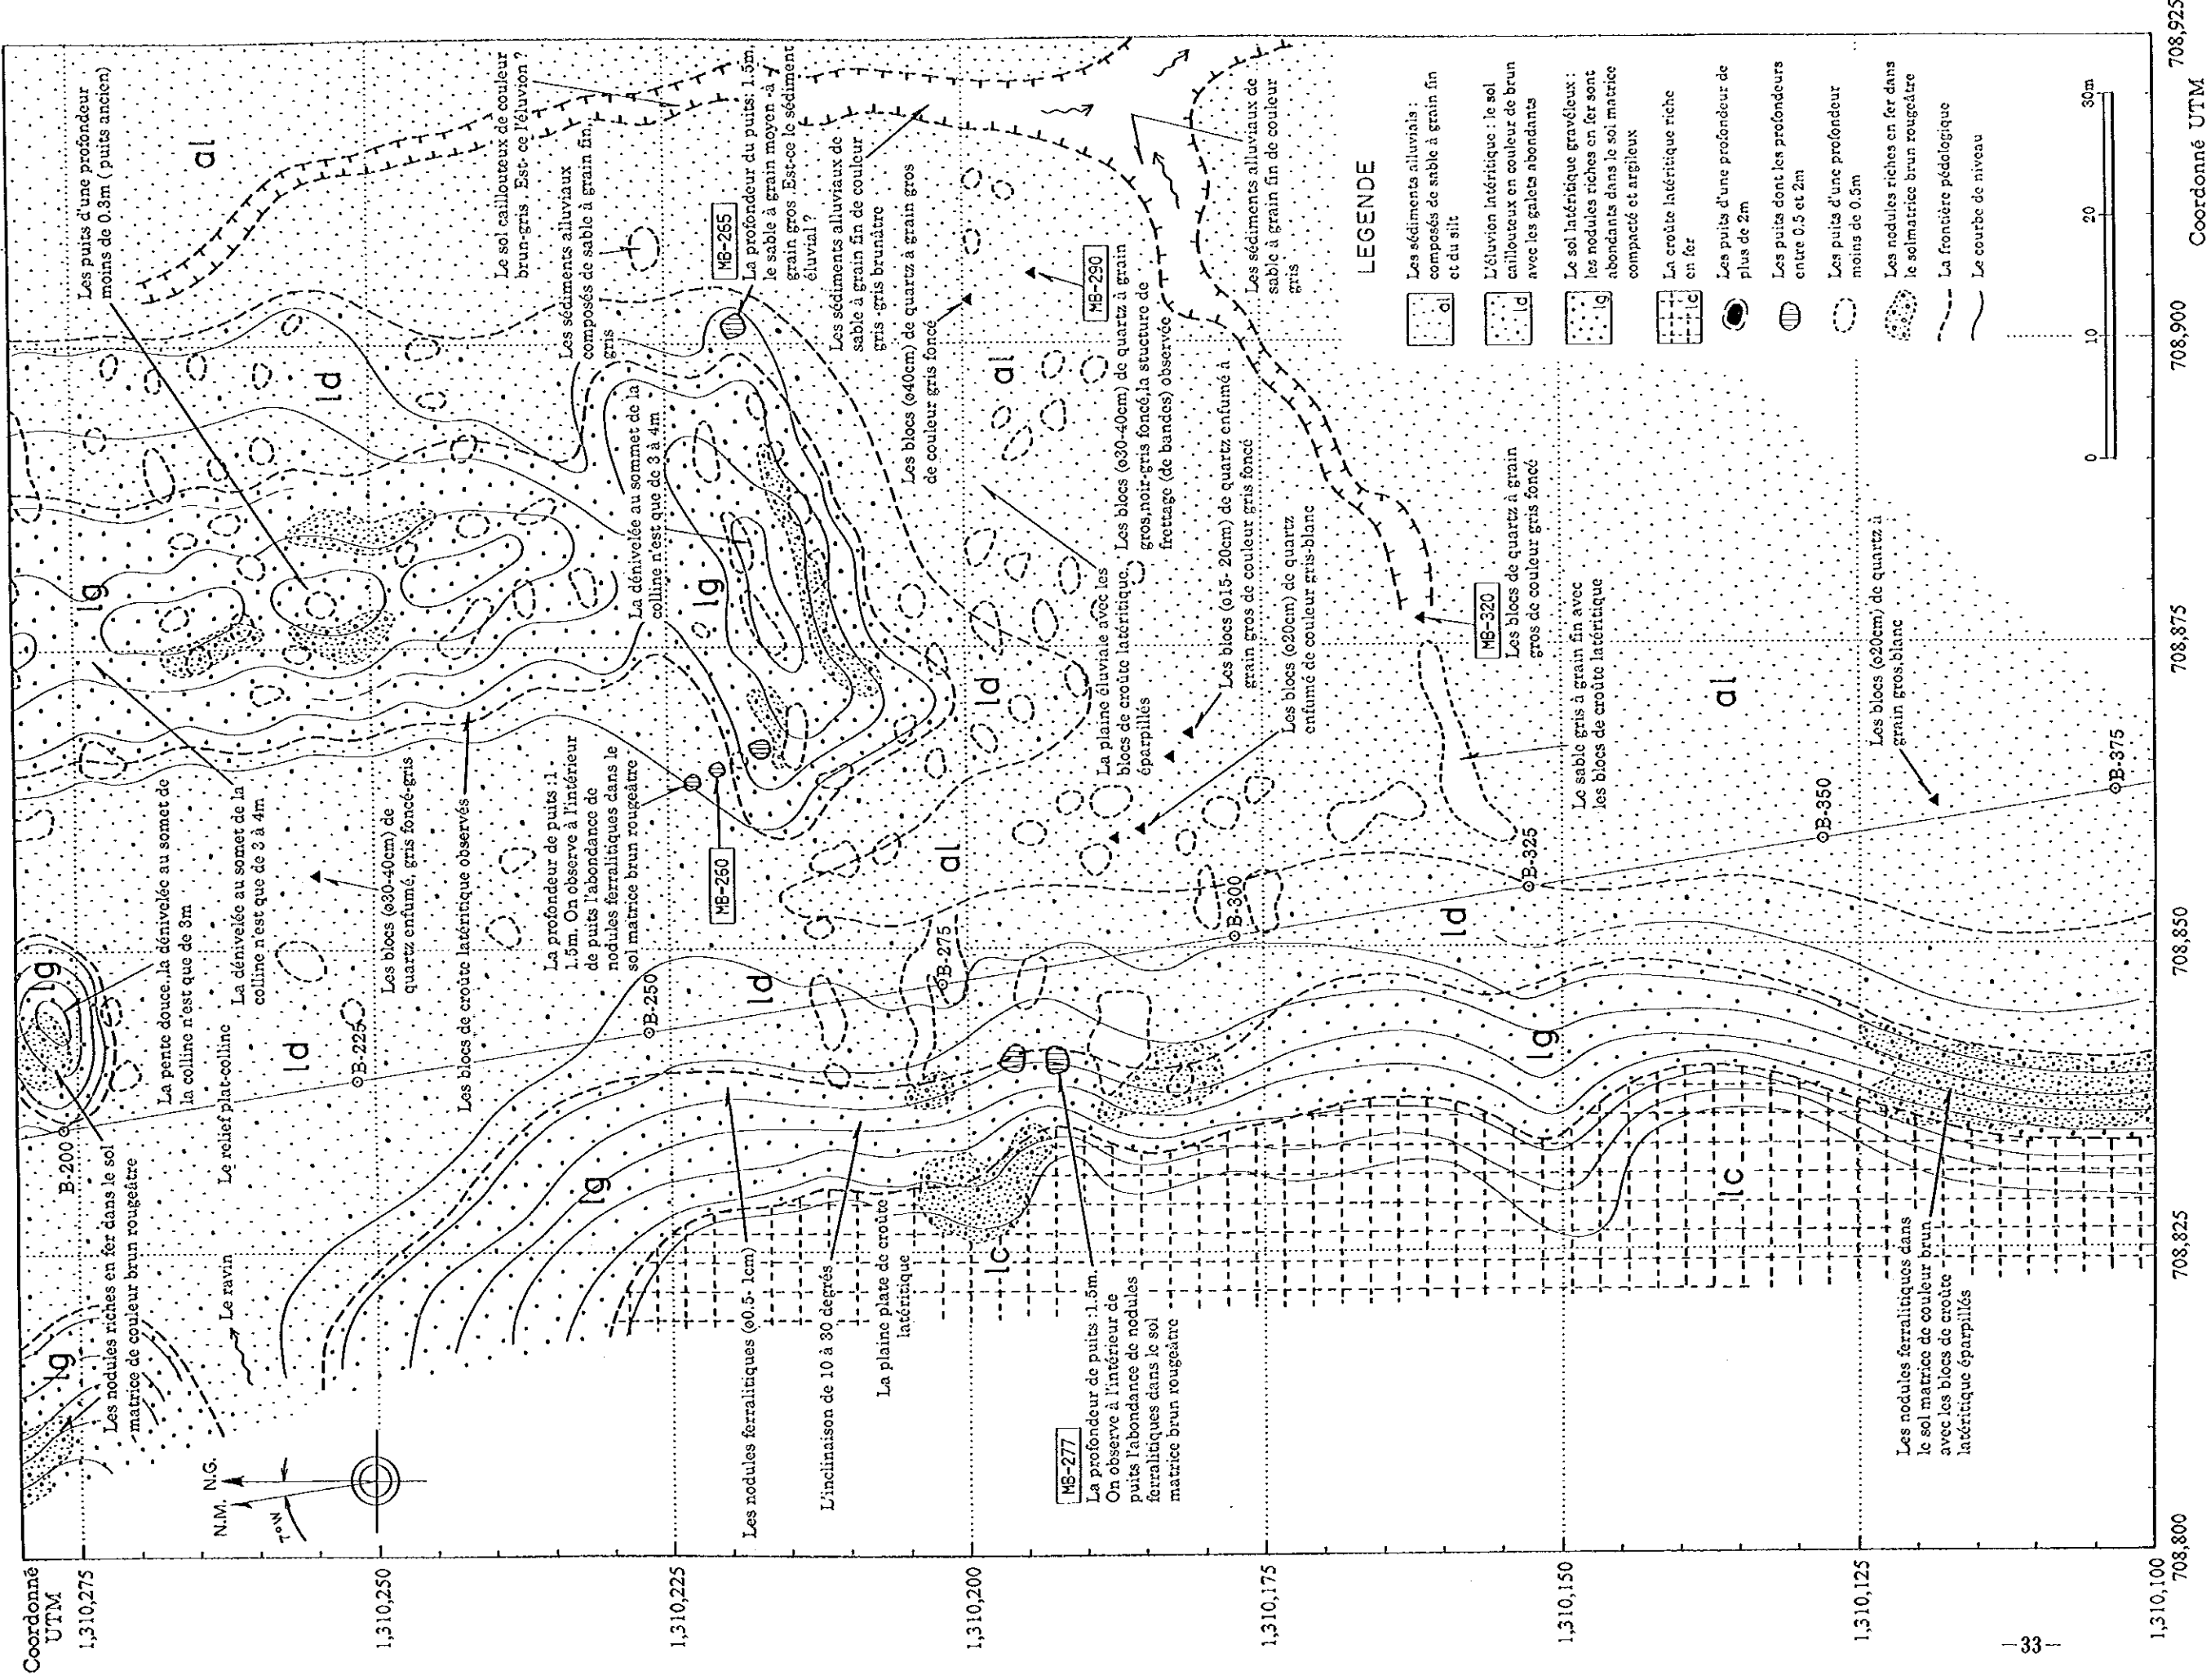 Coordonné
UTM
1,310,275
1,310,250
1,310,225
1,310,200
1,310,175
1,310,150
1,310,125
1,310,100
708,800
708,825
708,850
708,875
708,900
708,925
Coordonné UTM
N.M. N.G.
7°W
lg
Le ravin
Les nodules riches en fer dans le sol
matrice de couleur brun rougeâtre
B-200
lg
La pente douce,la dénivelée au somet de
la colline n'est que de 3m
Le relief plat-colline
La dénivelée au somet de la
colline n'est que de 3 à 4m
lg
Les puits d'une profondeur
moins de 0.3m ( puits ancien)
al
ld
ld
B-225
Les blocs (ø30-40cm) de
quartz enfumé, gris foncé-gris
Les blocs de croûte latéritique observés
Le sol caillouteux de couleur
brun-gris. Est- ce l'éluvion ?
Les sédiments alluviaux
composés de sable à grain fin,
gris
La profondeur de puits :1 -
1.5m. On observe à l'intérieur
de puits l'abondance de
nodules ferralitiques dans le
sol matrice brun rougeâtre
La dénivelée au sommet de la
colline n'est que de 3 à 4m
MB-265
La profondeur du puits: 1.5m,
le sable à grain moyen -à
grain gros Est-ce le sédiment
éluvial ?
B-250
MB-260
lg
lg
ld
Les sédiments alluviaux de
sable à grain fin de couleur
gris -gris brunâtre
Les nodules ferralitiques (ø0.5- 1cm)
L'inclinaison de 10 à 30 degrés
La plaine plate de croûte
latéritique
Les blocs (ø40cm) de quartz à grain gros
de couleur gris foncé
B-275
al
ld
al
lc
MB-290
MB-277
La profondeur de puits :1.5m.
On observe à l'intérieur de
puits l'abondance de nodules
ferralitiques dans le sol
matrice brun rougeâtre
La plaine éluviale avec les
blocs de croûte latéritique
éparpillés
Les blocs (ø30-40cm) de quartz à grain
gros,noir-gris foncé,la stucture de
frettage (de bandes) observée
Les blocs (ø15- 20cm) de quartz enfumé à
grain gros de couleur gris foncé
Les sédiments alluviaux de
sable à grain fin de couleur
gris
B-300
Les blocs (ø20cm) de quartz
enfumé de couleur gris-blanc
MB-320
Les blocs de quartz à grain
gros de couleur gris foncé
B-325
ld
lg
Le sable gris à grain fin avec
les blocs de croûte latéritique
lc
al
B-350
Les blocs (ø20cm) de quartz à
grain gros,blanc
B-375
Les nodules ferralitiques dans
le sol matrice de couleur brun
avec les blocs de croûte
latéritique éparpillés
LEGENDE
al
Les sédiments alluvials :
composés de sable à grain fin
et du silt
ld
L'éluvion latéritique : le sol
caillouteux en couleur de brun
avec les galets abondants
lg
Le sol latéritique gravéleux :
les nodules riches en fer sont
abondants dans le sol matrice
compacté et argileux
lc
La croûte latéritique riche
en fer
Les puits d'une profondeur de
plus de 2m
Les puits dont les profondeurs
entre 0.5 et 2m
Les puits d'une profondeur
moins de 0.5m
Les nodules riches en fer dans
le solmatrice brun rougeâtre
La frontière pédologique
Le courbe de niveau
0 10 20 30m
—33—